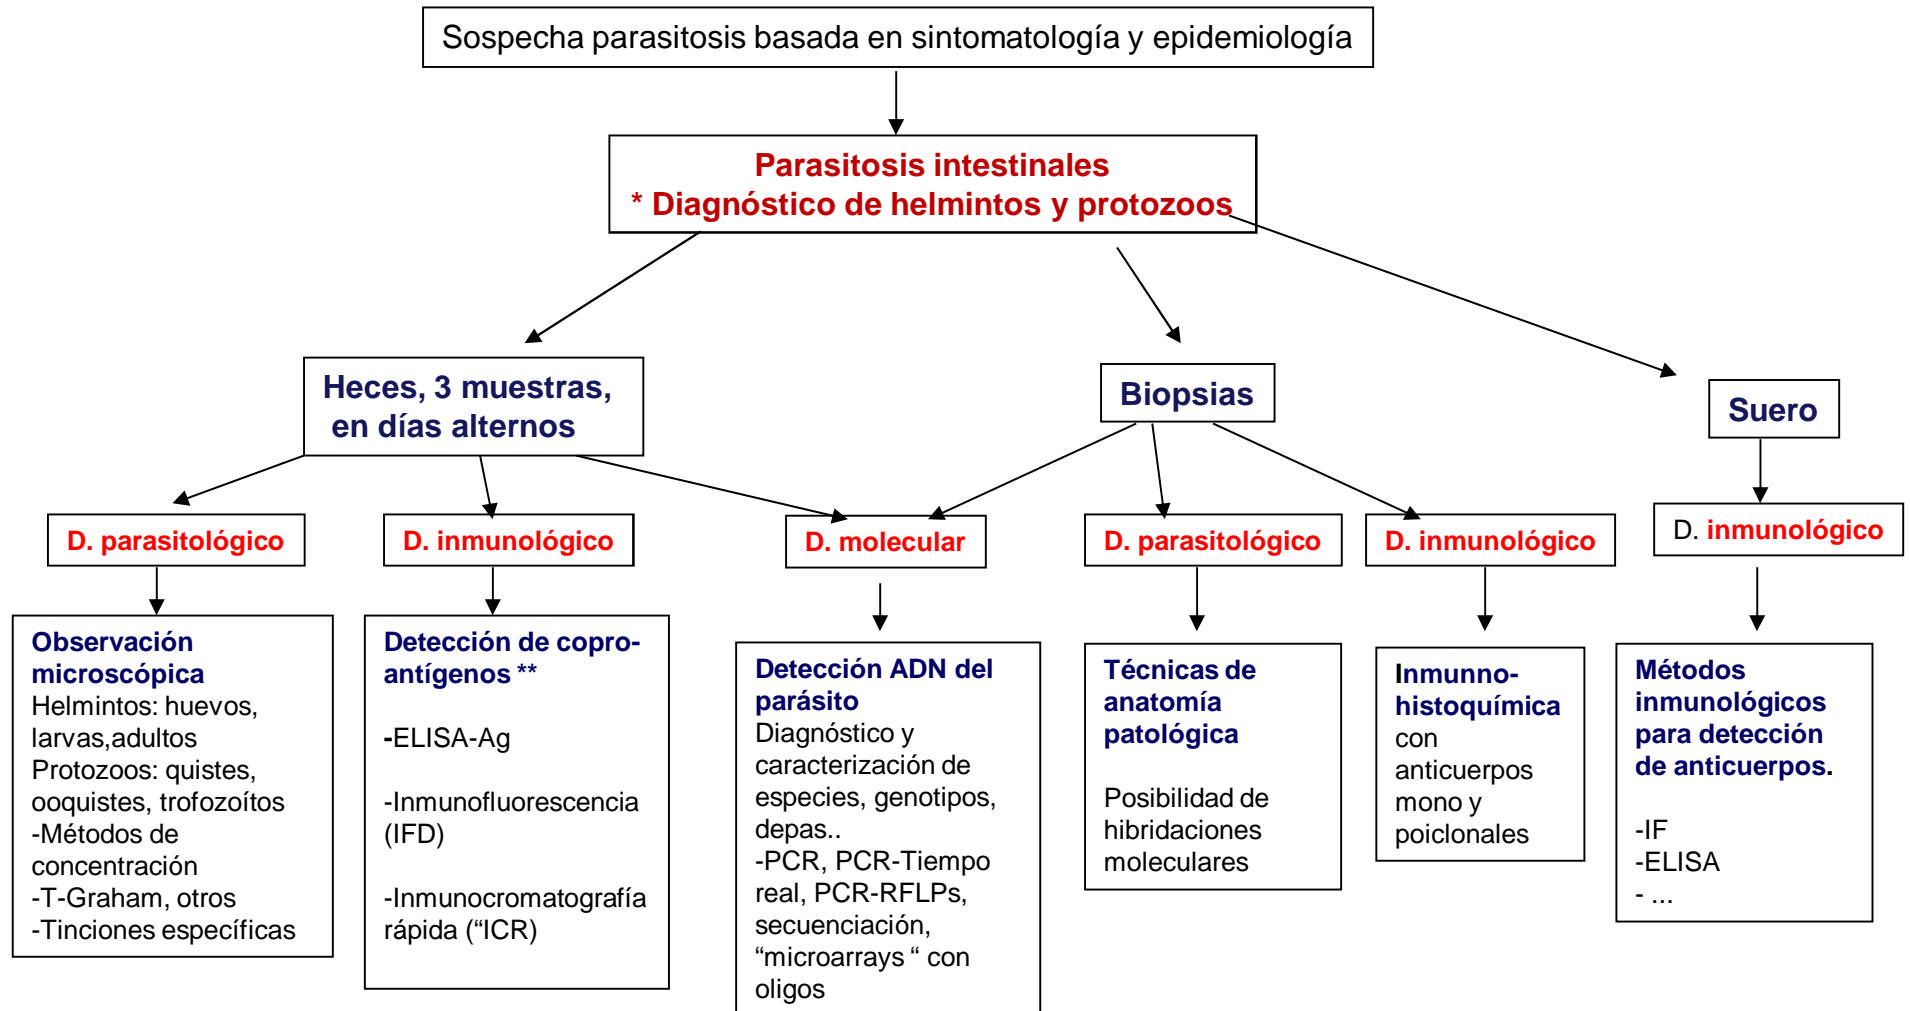 Sospecha parasitosis basada en sintomatología y epidemiología
Parasitosis intestinales
* Diagnóstico de helmintos y protozoos
Heces, 3 muestras,
en días alternos
Biopsias
Suero
D. parasitológico
D. inmunológico
D. molecular
D. parasitológico
D. inmunológico
D. inmunológico
Observación
microscópica
Helmintos: huevos,
larvas,adultos
Protozoos: quistes,
ooquistes, trofozoítos
-Métodos de
concentración
-T-Graham, otros
-Tinciones específicas
Detección de copro-
antígenos **
-ELISA-Ag
-Inmunofluorescencia
(IFD)
-Inmunocromatografía
rápida (“ICR)
Detección ADN del
parásito
Diagnóstico y
caracterización de
especies, genotipos,
depas..
-PCR, PCR-Tiempo
real, PCR-RFLPs,
secuenciación,
“microarrays “ con
oligos
Técnicas de
anatomía
patológica
Posibilidad de
hibridaciones
moleculares
Inmunno-
histoquímica
con
anticuerpos
mono y
poiclonales
Métodos
inmunológicos
para detección
de anticuerpos.
-IF
-ELISA
- ...